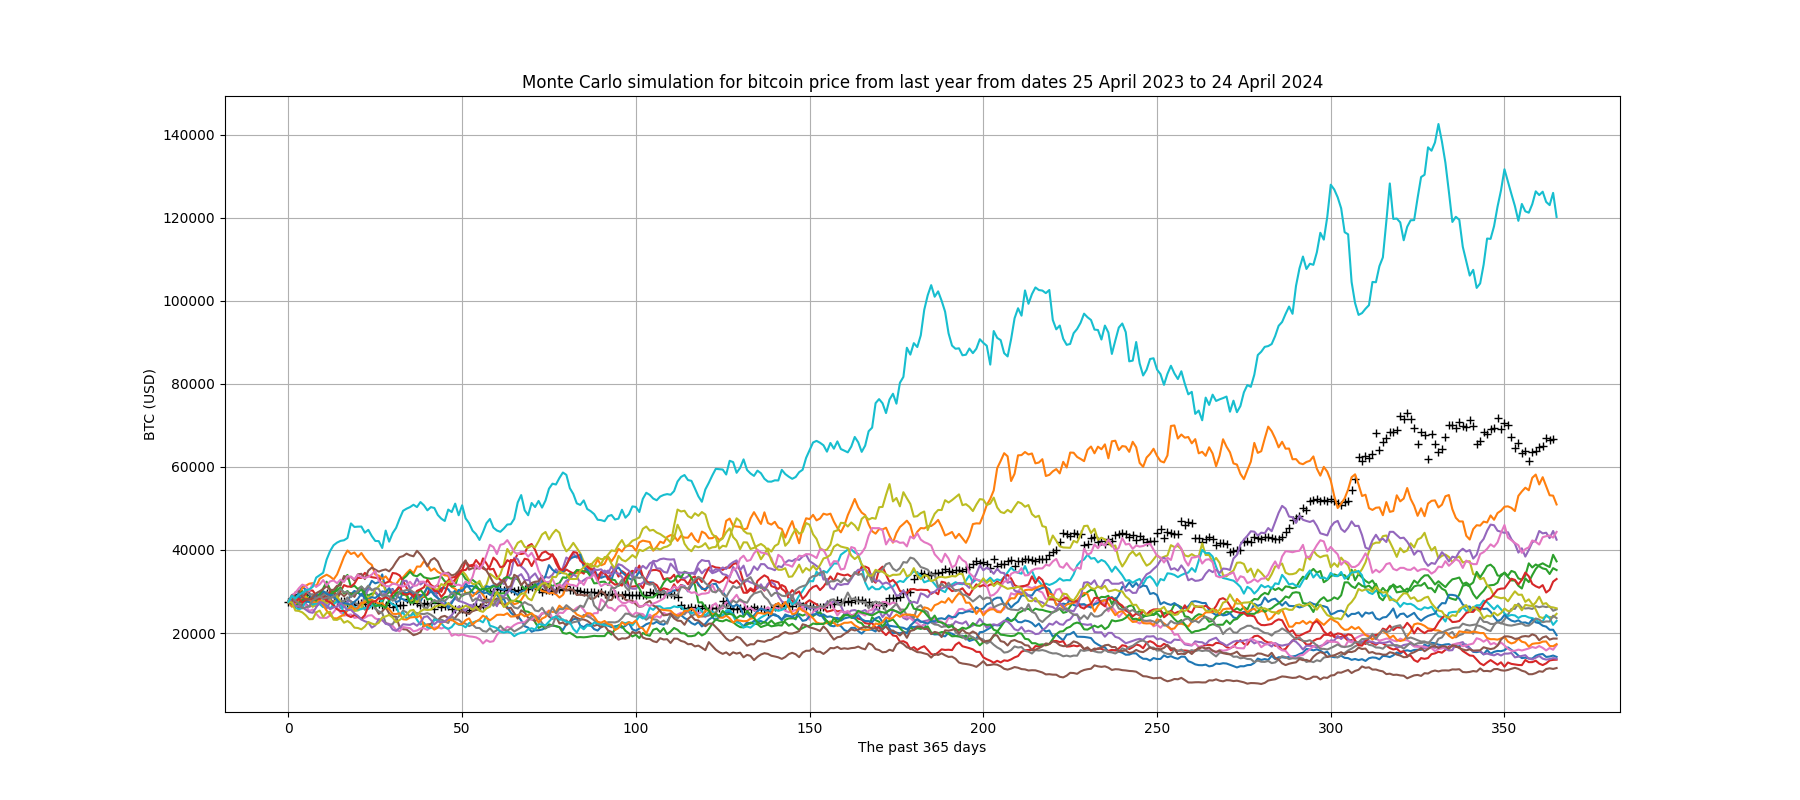 Monte Carlo simulation for bitcoin price from last year from dates 25 April 2023 to 24 April 2024
140000
120000
100000
80000
60000
40000
20000
BTC (USD)
0 50 100 150 200 250 300 350
The past 365 days